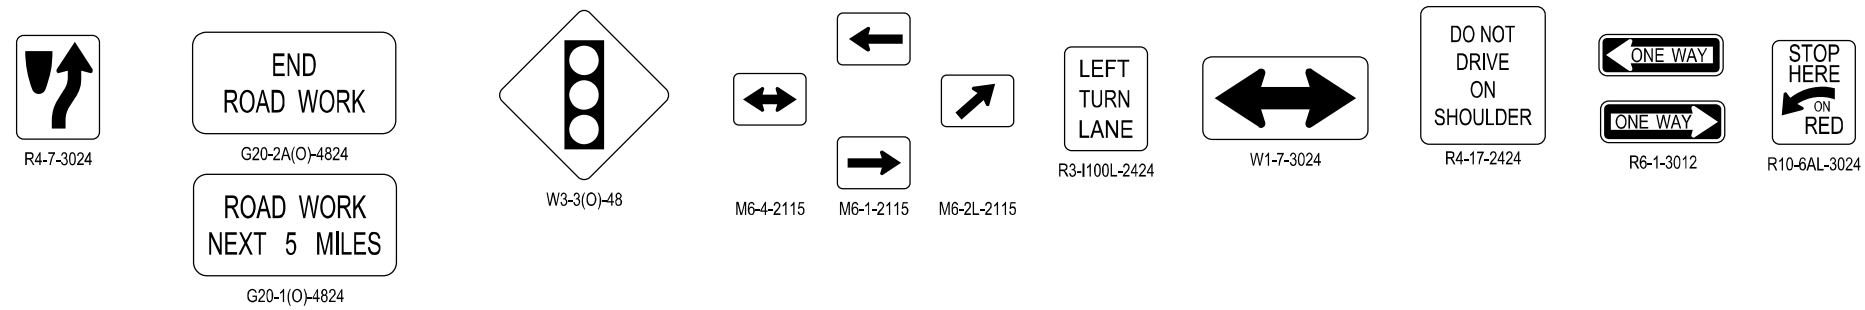 R4-7-3024
END
ROAD WORK
G20-2A(O)-4824
ROAD WORK
NEXT 5 MILES
G20-1(O)-4824
W3-3(O)-48
M6-4-2115
M6-1-2115
M6-2L-2115
LEFT
TURN
LANE
R3-I100L-2424
W1-7-3024
DO NOT
DRIVE
ON
SHOULDER
R4-17-2424
ONE WAY
ONE WAY
R6-1-3012
STOP
HERE
ON
RED
R10-6AL-3024